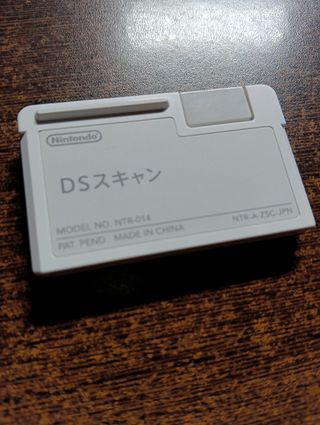 Nintendo
DSスキャン
MODEL NO. NTR-014
PAT. PEND. MADE IN CHINA
NTR-A-ZSC-JPN